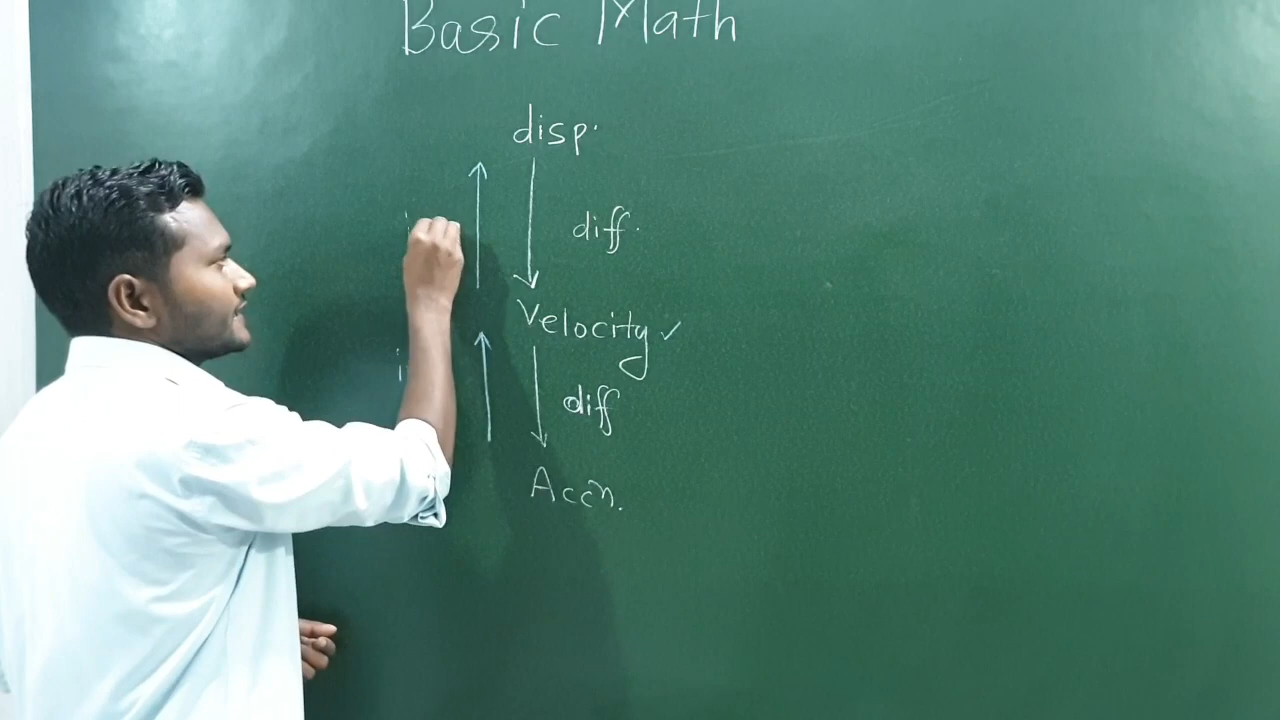 Basic Math
disp.
diff.
Velocity ✓
diff
Accn.